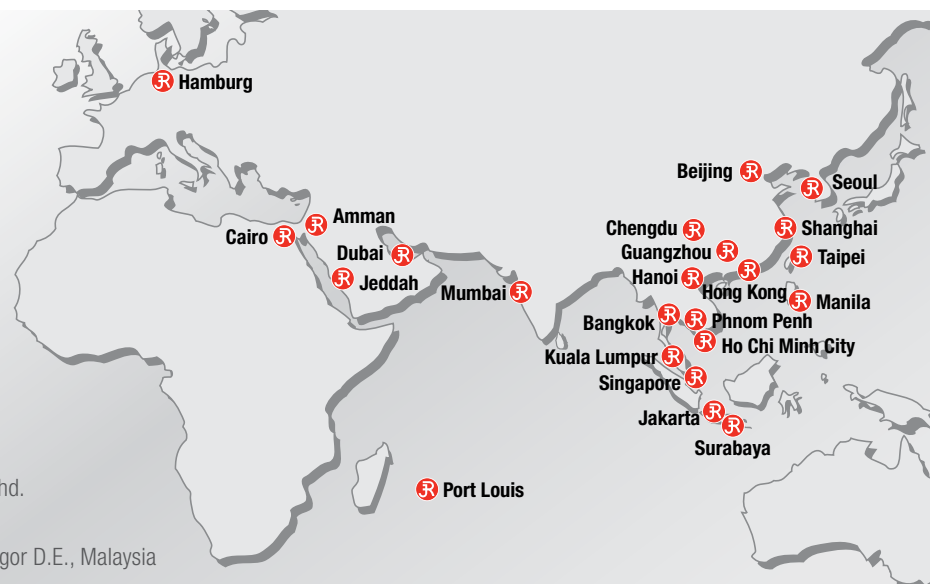 Hamburg
Beijing
Seoul
Amman
Chengdu
Shanghai
Cairo
Guangzhou
Dubai
Taipei
Hanoi
Jeddah
Mumbai
Hong Kong
Manila
Bangkok
Phnom Penh
Ho Chi Minh City
Kuala Lumpur
Singapore
Jakarta
Surabaya
Port Louis
hd.
gor D.E., Malaysia